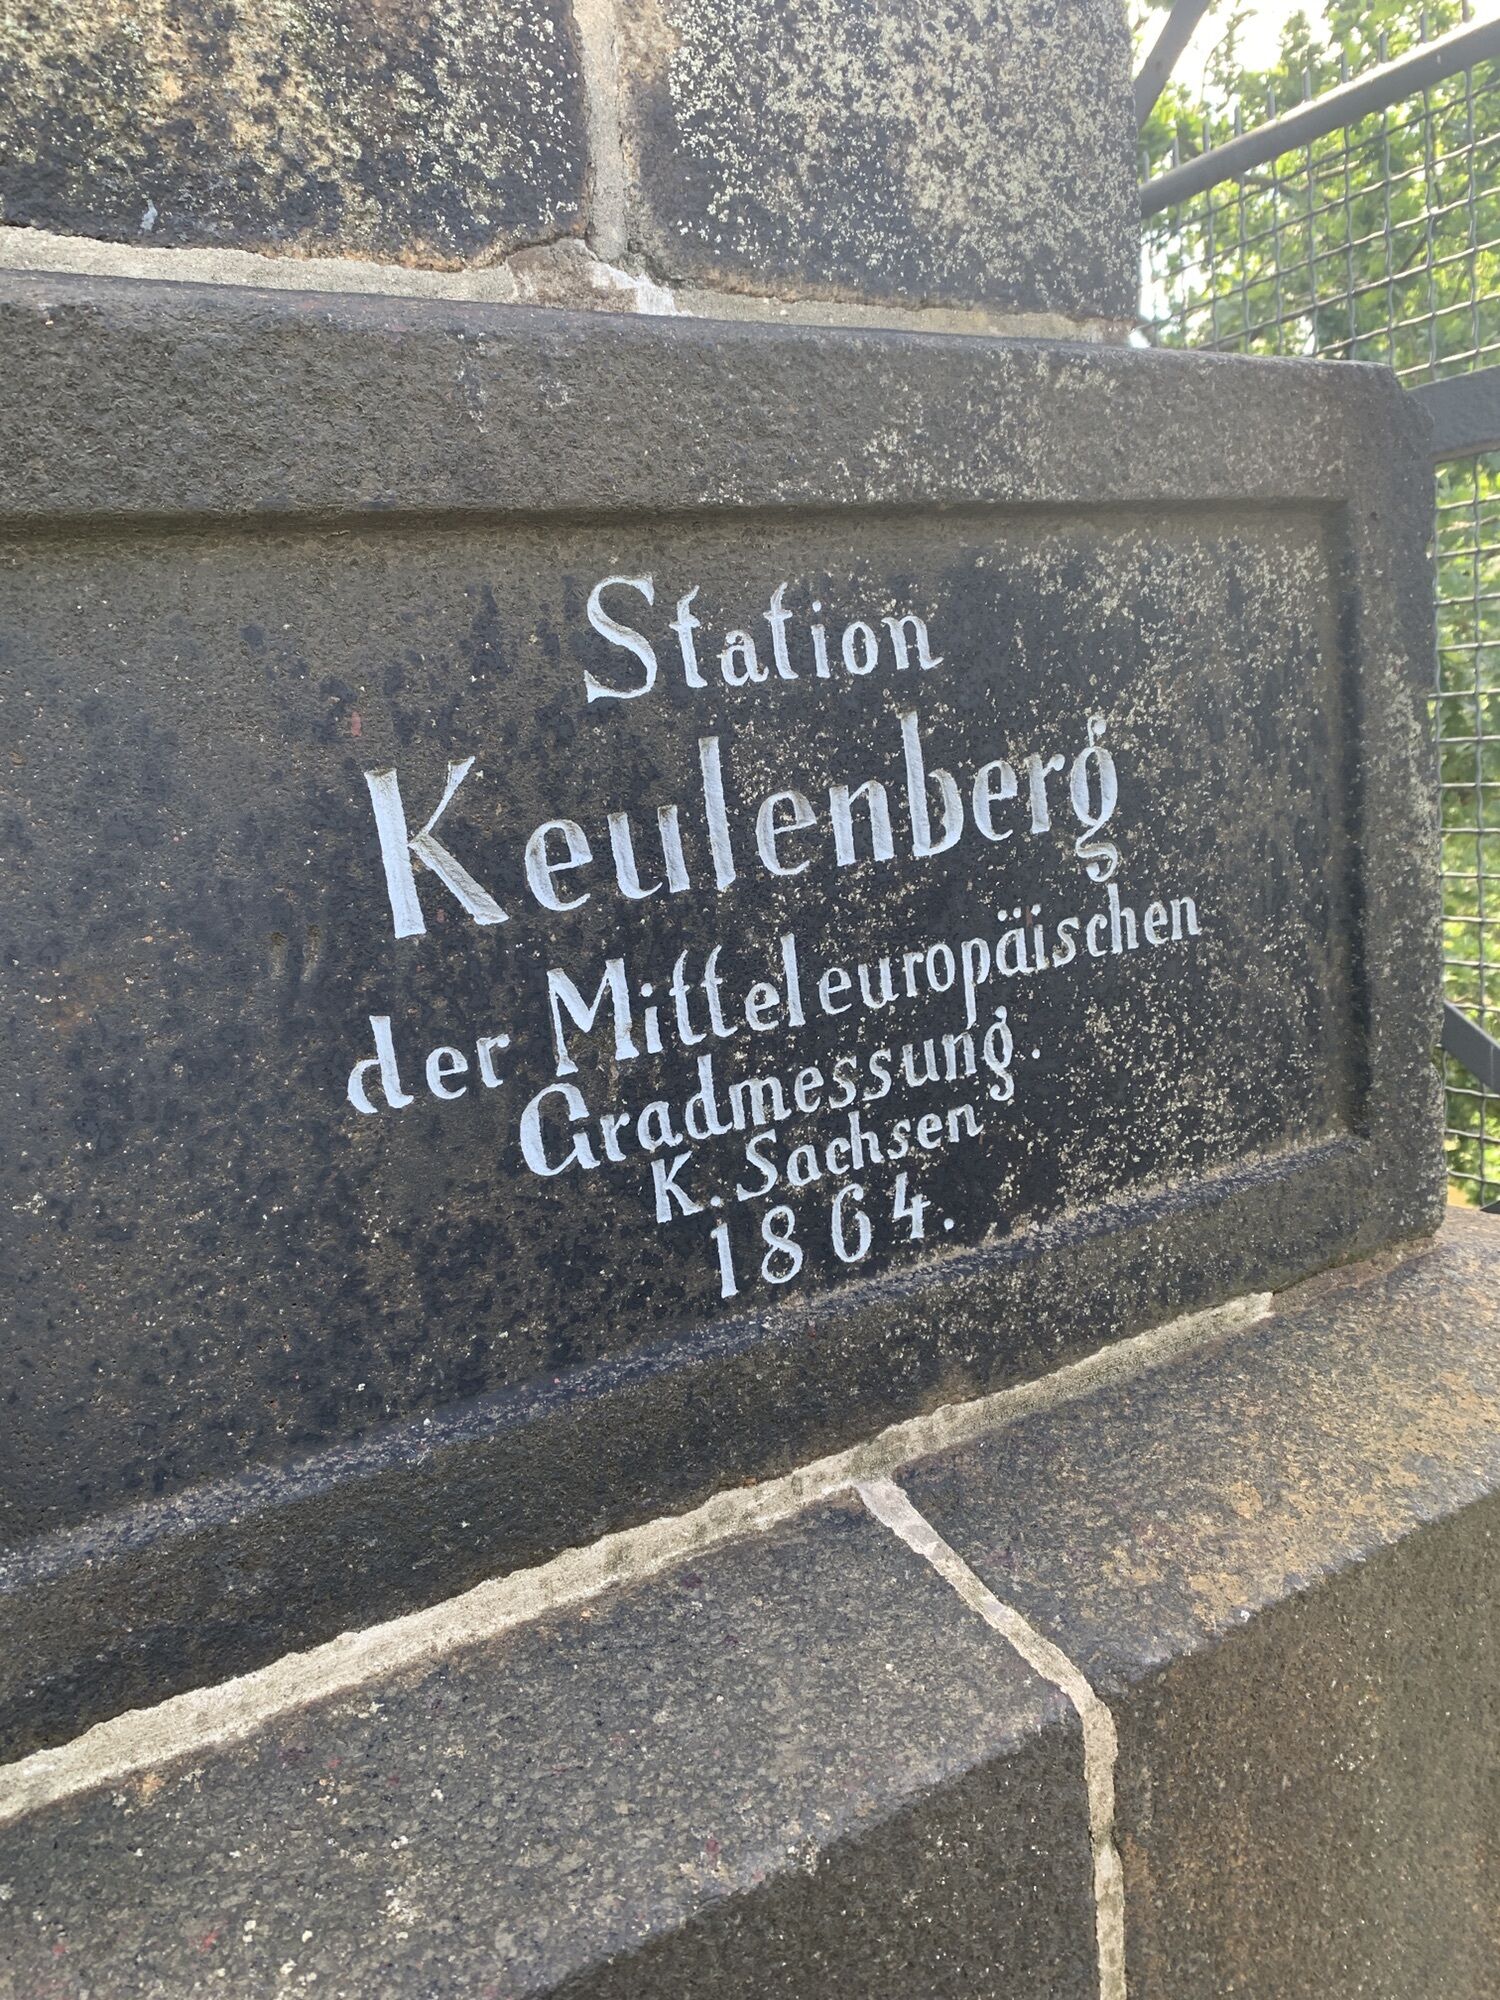 Station
Keulenberg
der Mitteleuropäischen
Gradmessung.
K. Sachsen
1864.